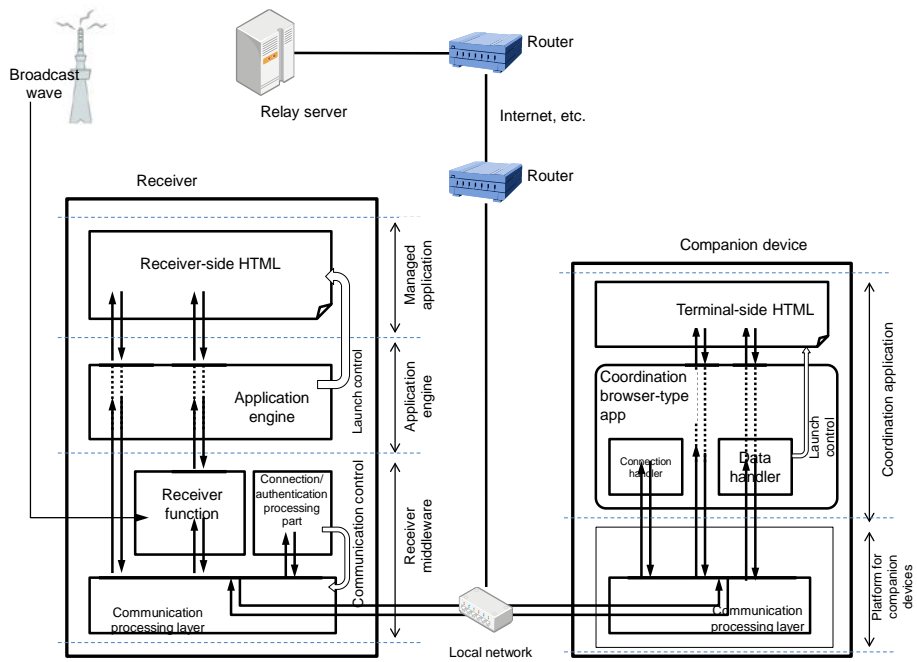 Broadcast
wave
Relay server
Router
Internet, etc.
Router
Receiver
Receiver-side HTML
Managed
application
Launch control
Application
engine
Application
engine
Receiver
function
Connection/
authentication
processing
part
Communication control
Receiver
middleware
Communication
processing layer
Local network
Companion device
Terminal-side HTML
Coordination
browser-type
app
Launch
control
Connection
handler
Data
handler
Coordination application
Communication
processing layer
Platform for
companion
devices